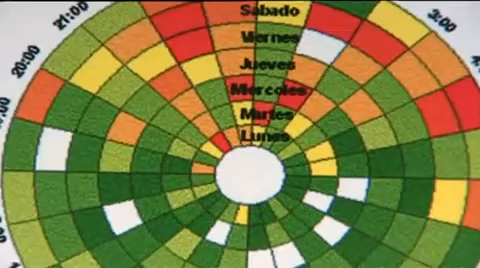 21:00
20:00
3:00
Sabado
Viernes
Jueves
Miercoles
Martes
Lunes